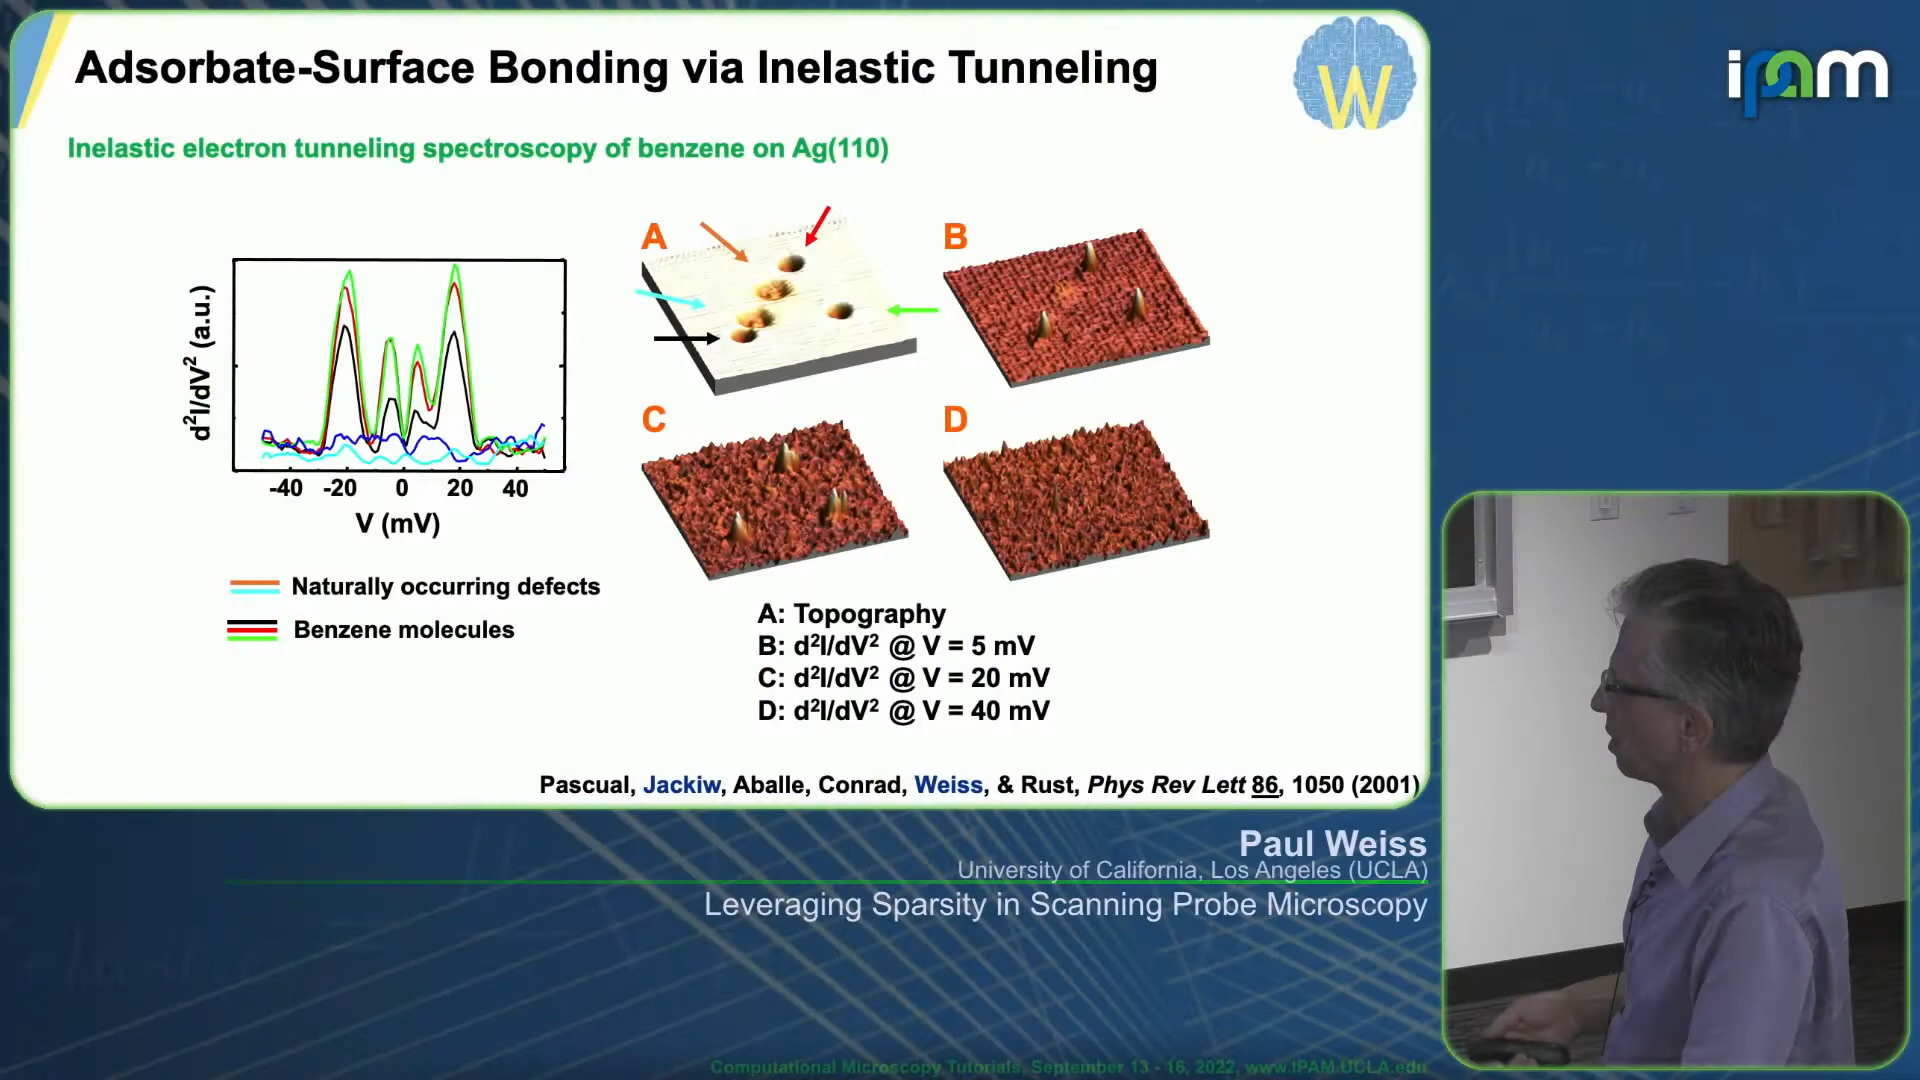 Adsorbate-Surface Bonding via Inelastic Tunneling
W
ipam
Inelastic electron tunneling spectroscopy of benzene on Ag(110)
A
B
C
D
d²I/dV² (a.u.)
-40 -20 0 20 40
V (mV)
Naturally occurring defects
Benzene molecules
A: Topography
B: d²I/dV² @ V = 5 mV
C: d²I/dV² @ V = 20 mV
D: d²I/dV² @ V = 40 mV
Pascual, Jackiw, Aballe, Conrad, Weiss, & Rust, Phys Rev Lett 86, 1050 (2001)
Paul Weiss
University of California, Los Angeles (UCLA)
Leveraging Sparsity in Scanning Probe Microscopy
Computational Microscopy Tutorials, September 13 - 16, 2022, www.IPAM.UCLA.edu